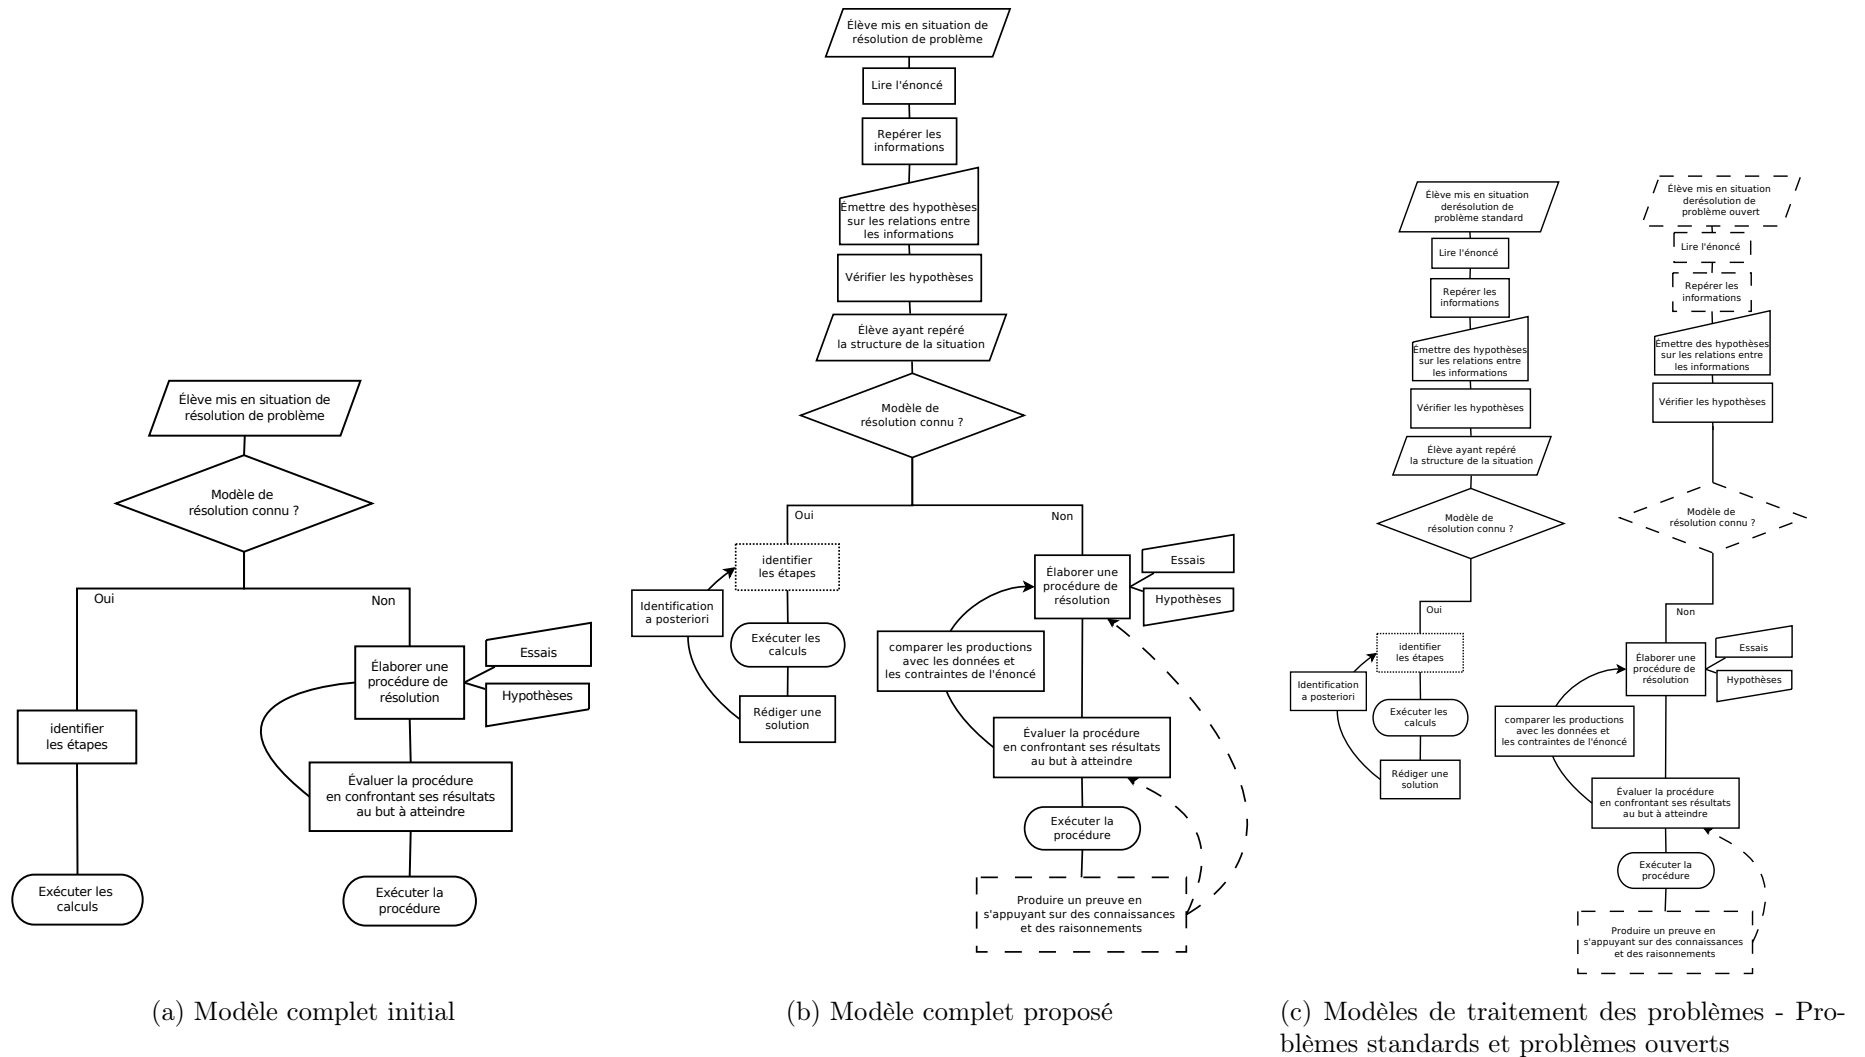 Élève mis en situation de
résolution de problème
Modèle de
résolution connu ?
Oui
Non
identifier
les étapes
Exécuter les
calculs
Élaborer une
procédure de
résolution
Essais
Hypothèses
Évaluer la procédure
en confrontant ses résultats
au but à atteindre
Exécuter la
procédure
(a) Modèle complet initial
Élève mis en situation de
résolution de problème
Lire l'énoncé
Repérer les
informations
Émettre des hypothèses
sur les relations entre
les informations
Vérifier les hypothèses
Élève ayant repéré
la structure de la situation
Modèle de
résolution connu ?
Oui
Non
identifier
les étapes
Identification
a posteriori
Exécuter les
calculs
Rédiger une
solution
Élaborer une
procédure de
résolution
Essais
Hypothèses
comparer les productions
avec les données et
les contraintes de l'énoncé
Évaluer la procédure
en confrontant ses résultats
au but à atteindre
Exécuter la
procédure
Produire un preuve en
s'appuyant sur des connaissances
et des raisonnements
(b) Modèle complet proposé
Élève mis en situation
derésolution de
problème standard
Lire l'énoncé
Repérer les
informations
Émettre des hypothèses
sur les relations entre
les informations
Vérifier les hypothèses
Élève ayant repéré
la structure de la situation
Modèle de
résolution connu ?
Oui
identifier
les étapes
Identification
a posteriori
Exécuter les
calculs
Rédiger une
solution
Élève mis en situation
derésolution de
problème ouvert
Lire l'énoncé
Repérer les
informations
Émettre des hypothèses
sur les relations entre
les informations
Vérifier les hypothèses
Modèle de
résolution connu ?
Non
Élaborer une
procédure de
résolution
Essais
Hypothèses
comparer les productions
avec les données et
les contraintes de l'énoncé
Évaluer la procédure
en confrontant ses résultats
au but à atteindre
Exécuter la
procédure
Produire un preuve en
s'appuyant sur des connaissances
et des raisonnements
(c) Modèles de traitement des problèmes - Pro-
blèmes standards et problèmes ouverts